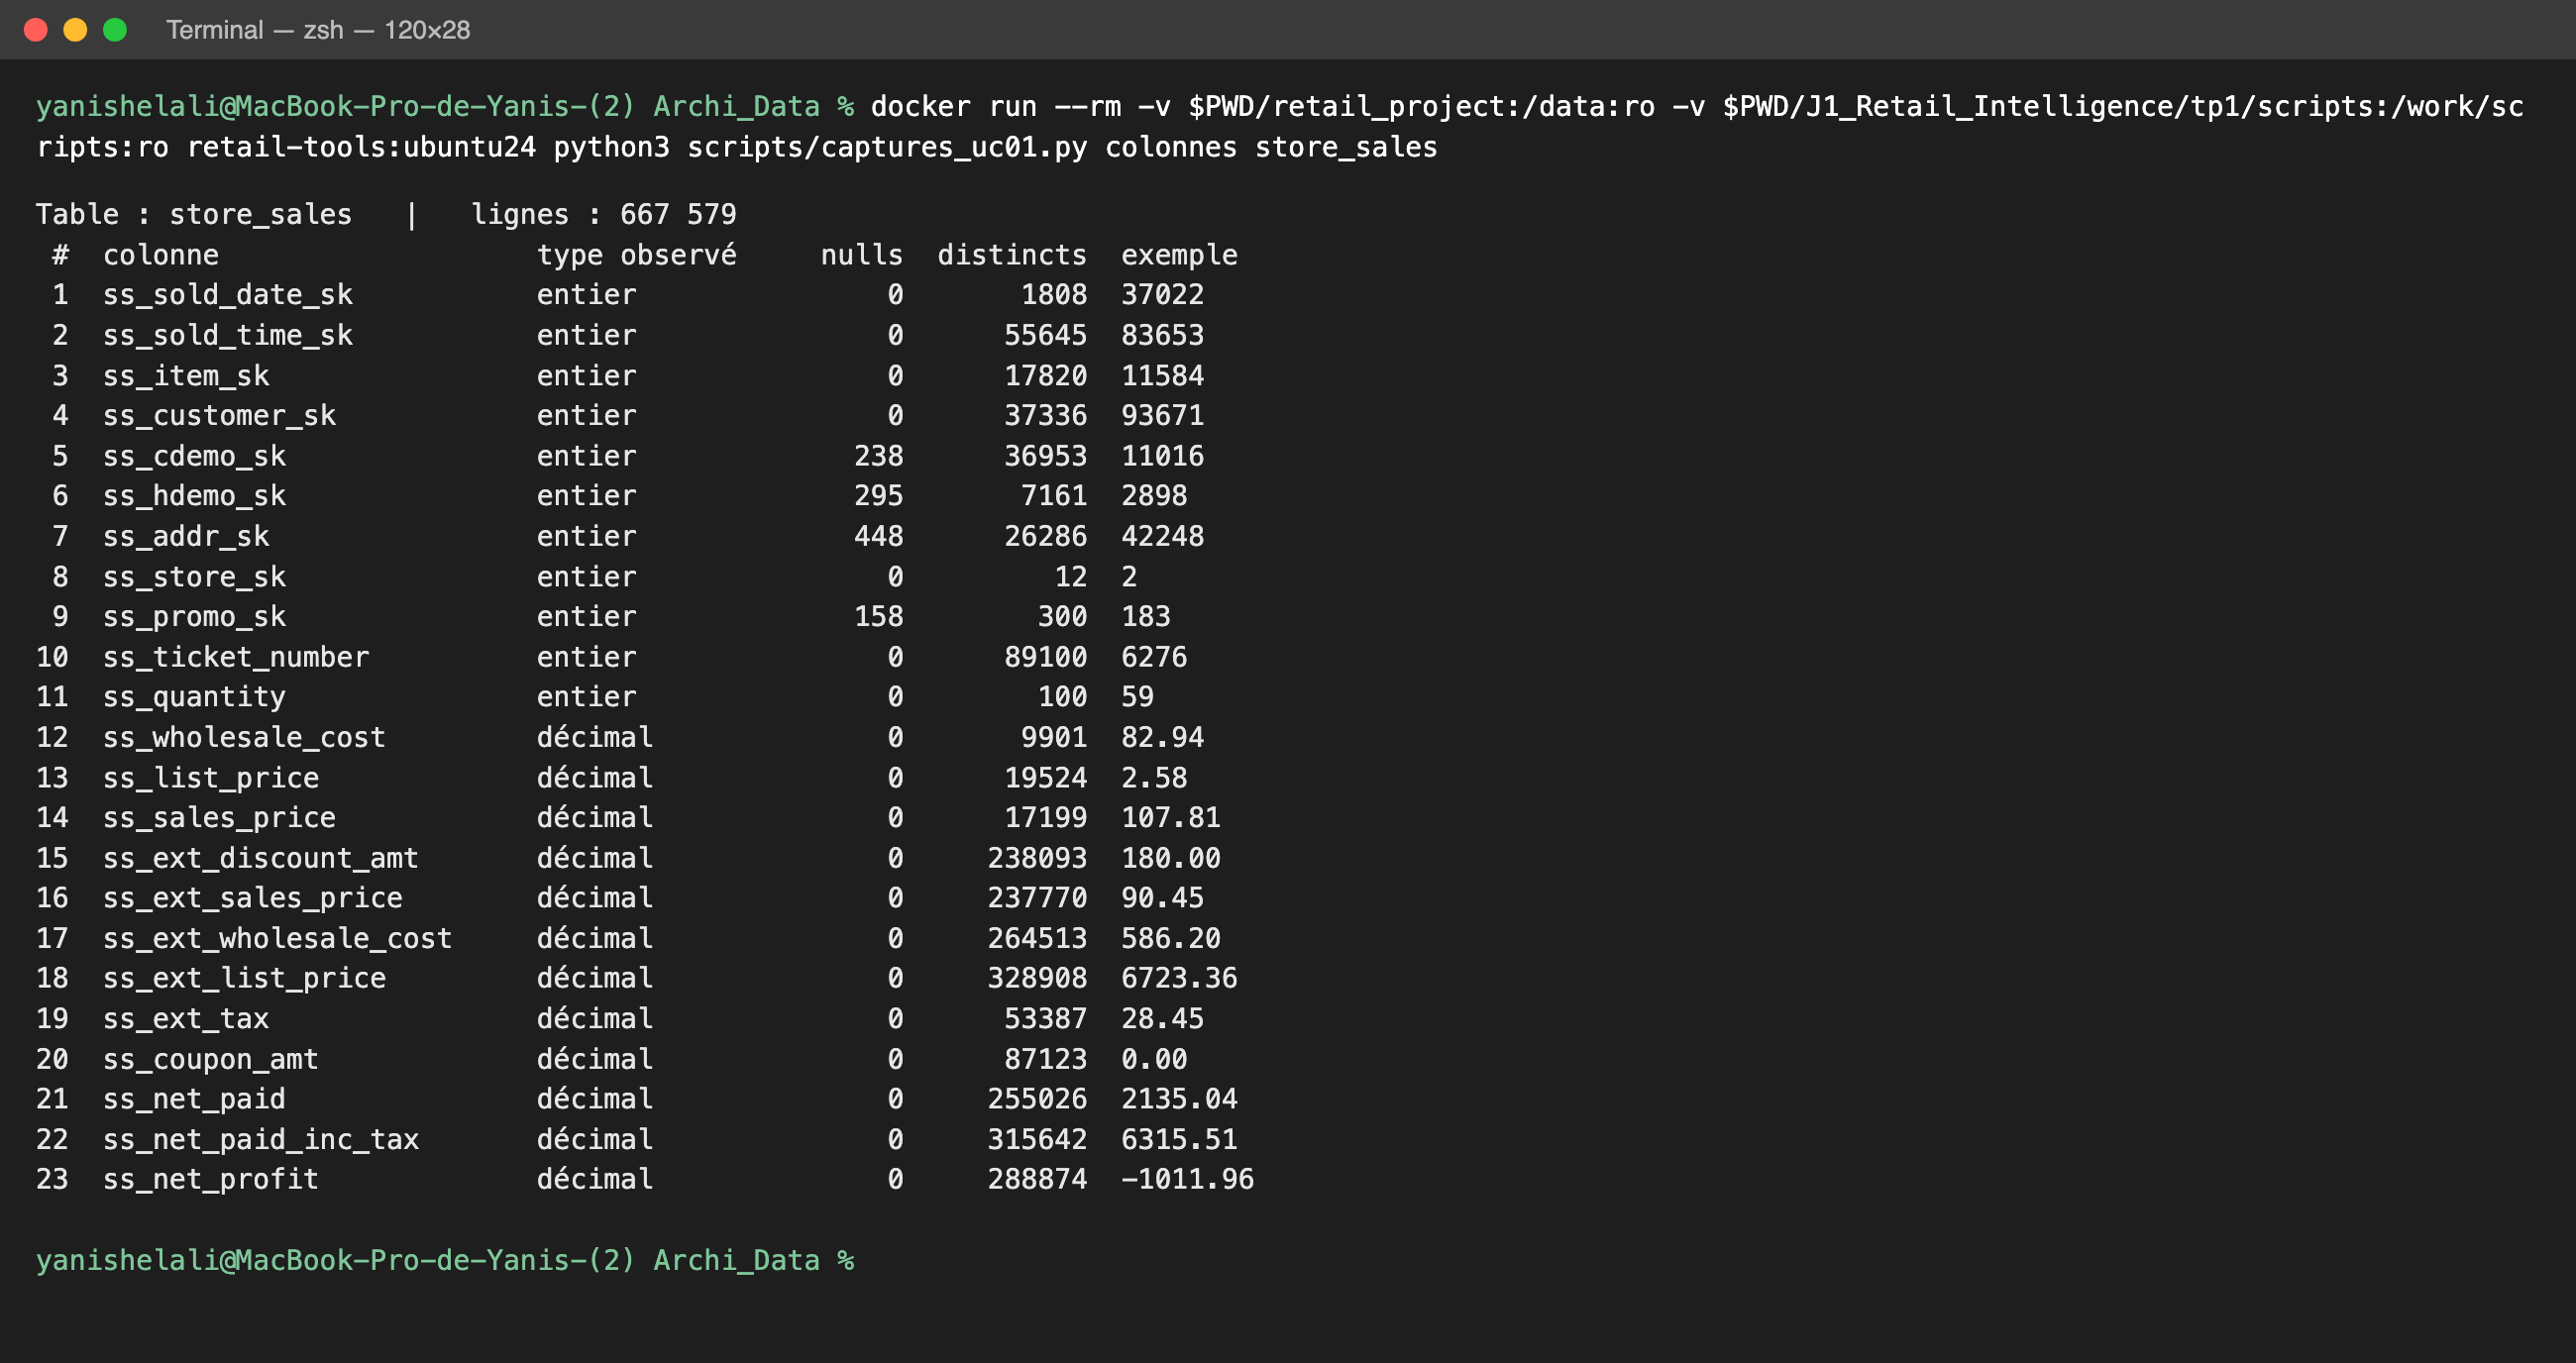 Terminal — zsh — 120×28
yanishelali@MacBook-Pro-de-Yanis-(2) Archi_Data % docker run --rm -v $PWD/retail_project:/data:ro -v $PWD/J1_Retail_Intelligence/tp1/scripts:/work/sc
ripts:ro retail-tools:ubuntu24 python3 scripts/captures_uc01.py colonnes store_sales
Table : store_sales | lignes : 667 579
# colonne type observé nulls distincts exemple
1 ss_sold_date_sk entier 0 1808 37022
2 ss_sold_time_sk entier 0 55645 83653
3 ss_item_sk entier 0 17820 11584
4 ss_customer_sk entier 0 37336 93671
5 ss_cdemo_sk entier 238 36953 11016
6 ss_hdemo_sk entier 295 7161 2898
7 ss_addr_sk entier 448 26286 42248
8 ss_store_sk entier 0 12 2
9 ss_promo_sk entier 158 300 183
10 ss_ticket_number entier 0 89100 6276
11 ss_quantity entier 0 100 59
12 ss_wholesale_cost décimal 0 9901 82.94
13 ss_list_price décimal 0 19524 2.58
14 ss_sales_price décimal 0 17199 107.81
15 ss_ext_discount_amt décimal 0 238093 180.00
16 ss_ext_sales_price décimal 0 237770 90.45
17 ss_ext_wholesale_cost décimal 0 264513 586.20
18 ss_ext_list_price décimal 0 328908 6723.36
19 ss_ext_tax décimal 0 53387 28.45
20 ss_coupon_amt décimal 0 87123 0.00
21 ss_net_paid décimal 0 255026 2135.04
22 ss_net_paid_inc_tax décimal 0 315642 6315.51
23 ss_net_profit décimal 0 288874 -1011.96
yanishelali@MacBook-Pro-de-Yanis-(2) Archi_Data %